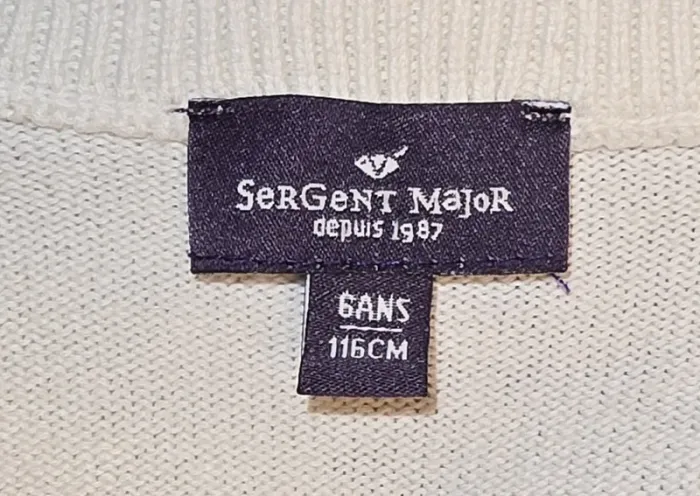 SeRGeNT MaJoR
depuis 1987
6ANS
116CM